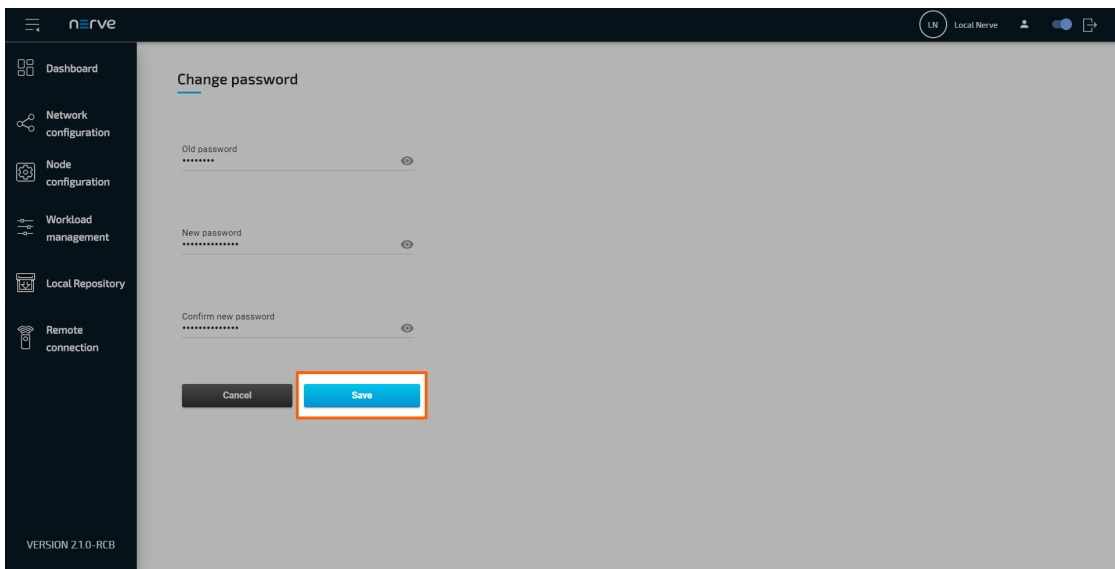 nerve
LN
Local Nerve
Dashboard
Network
configuration
Node
configuration
Workload
management
Local Repository
Remote
connection
VERSION 2.1.0-RCB
Change password
Old password
••••••••
New password
••••••••••••••
Confirm new password
••••••••••••••
Cancel
Save